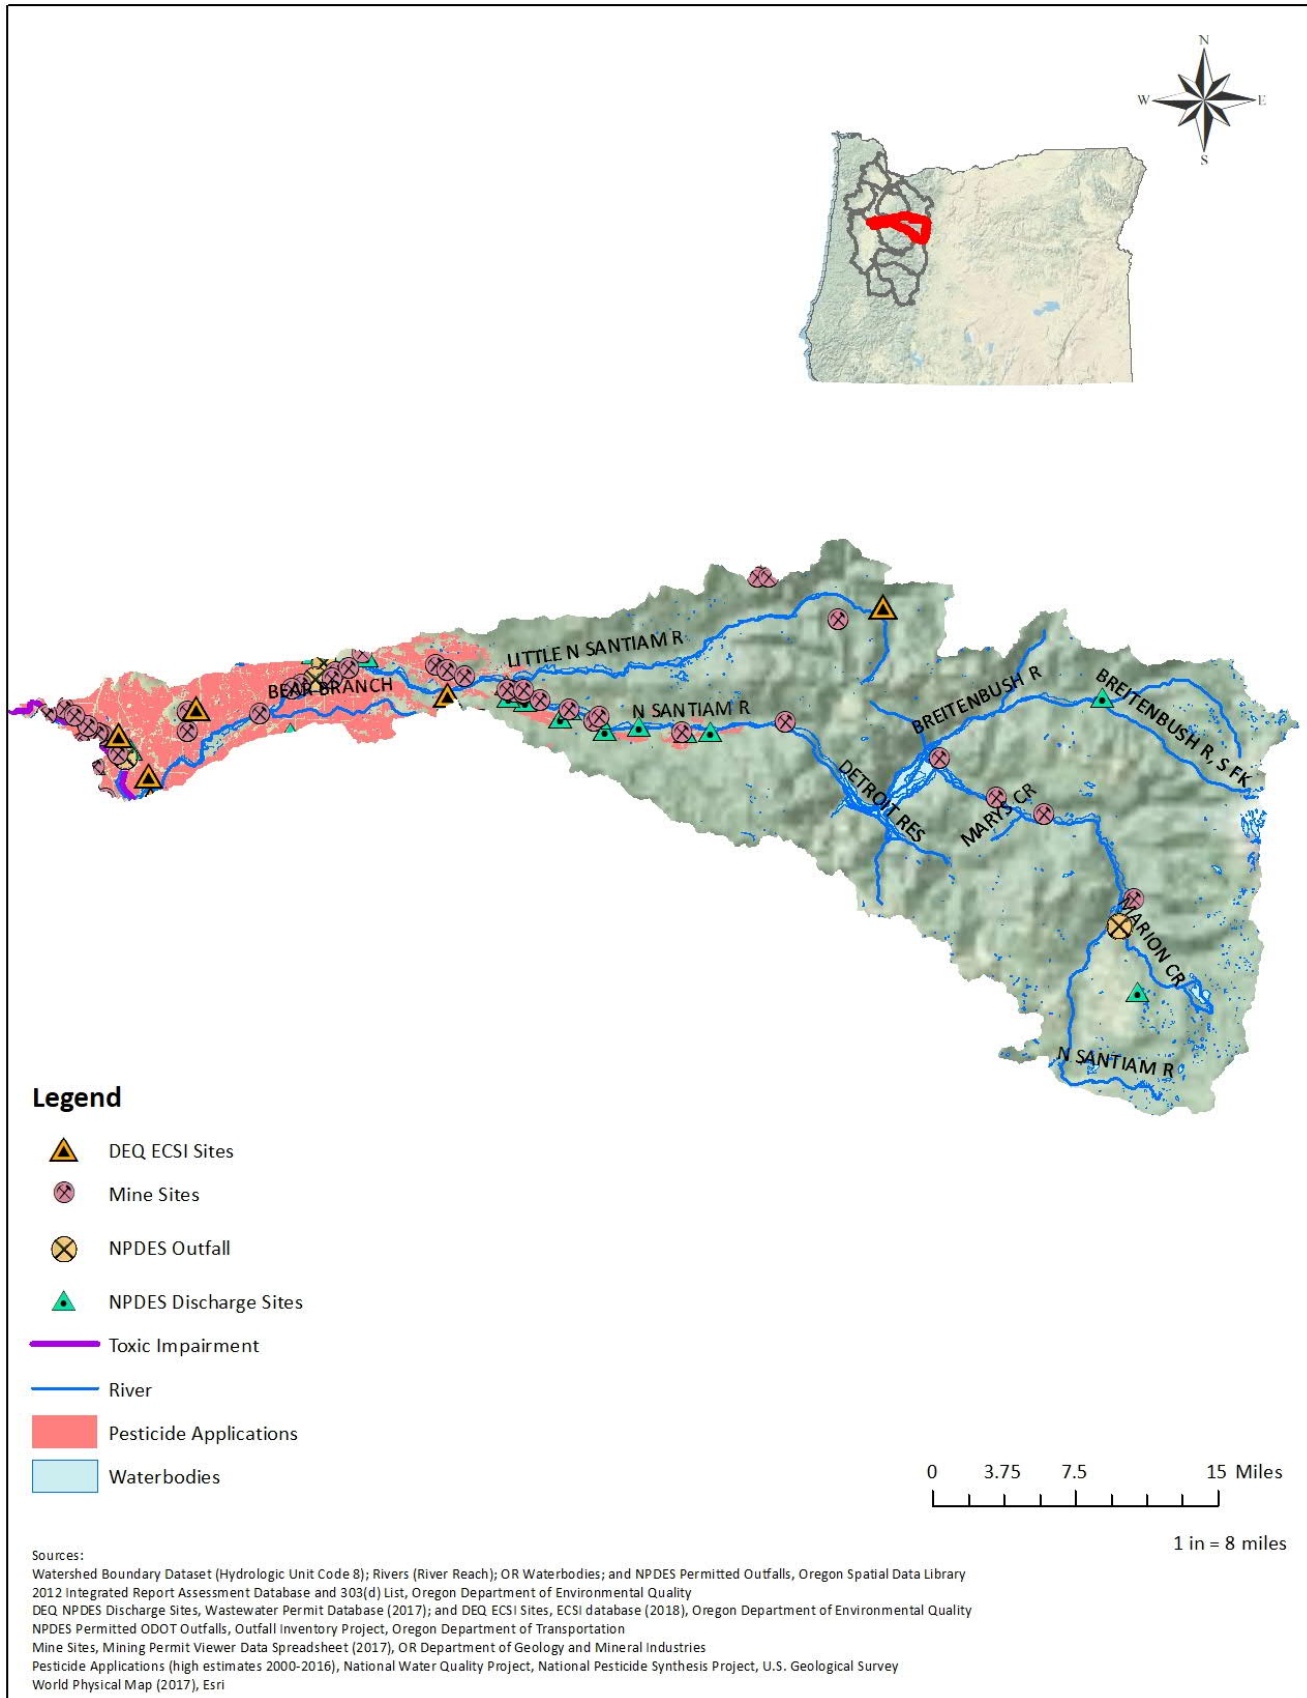 N
W E
S
LITTLE N SANTIAM R
BEAR BRANCH
N SANTIAM R
BREITENBUSH R
BREITENBUSH R, S FK
DETROIT RES
MARYS CR
MARION CR
N SANTIAM R
Legend
DEQ ECSI Sites
Mine Sites
NPDES Outfall
NPDES Discharge Sites
Toxic Impairment
River
Pesticide Applications
Waterbodies
0 3.75 7.5 15 Miles
1 in = 8 miles
Sources:
Watershed Boundary Dataset (Hydrologic Unit Code 8); Rivers (River Reach); OR Waterbodies; and NPDES Permitted Outfalls, Oregon Spatial Data Library
2012 Integrated Report Assessment Database and 303(d) List, Oregon Department of Environmental Quality
DEQ NPDES Discharge Sites, Wastewater Permit Database (2017); and DEQ ECSI Sites, ECSI database (2018), Oregon Department of Environmental Quality
NPDES Permitted ODOT Outfalls, Outfall Inventory Project, Oregon Department of Transportation
Mine Sites, Mining Permit Viewer Data Spreadsheet (2017), OR Department of Geology and Mineral Industries
Pesticide Applications (high estimates 2000-2016), National Water Quality Project, National Pesticide Synthesis Project, U.S. Geological Survey
World Physical Map (2017), Esri